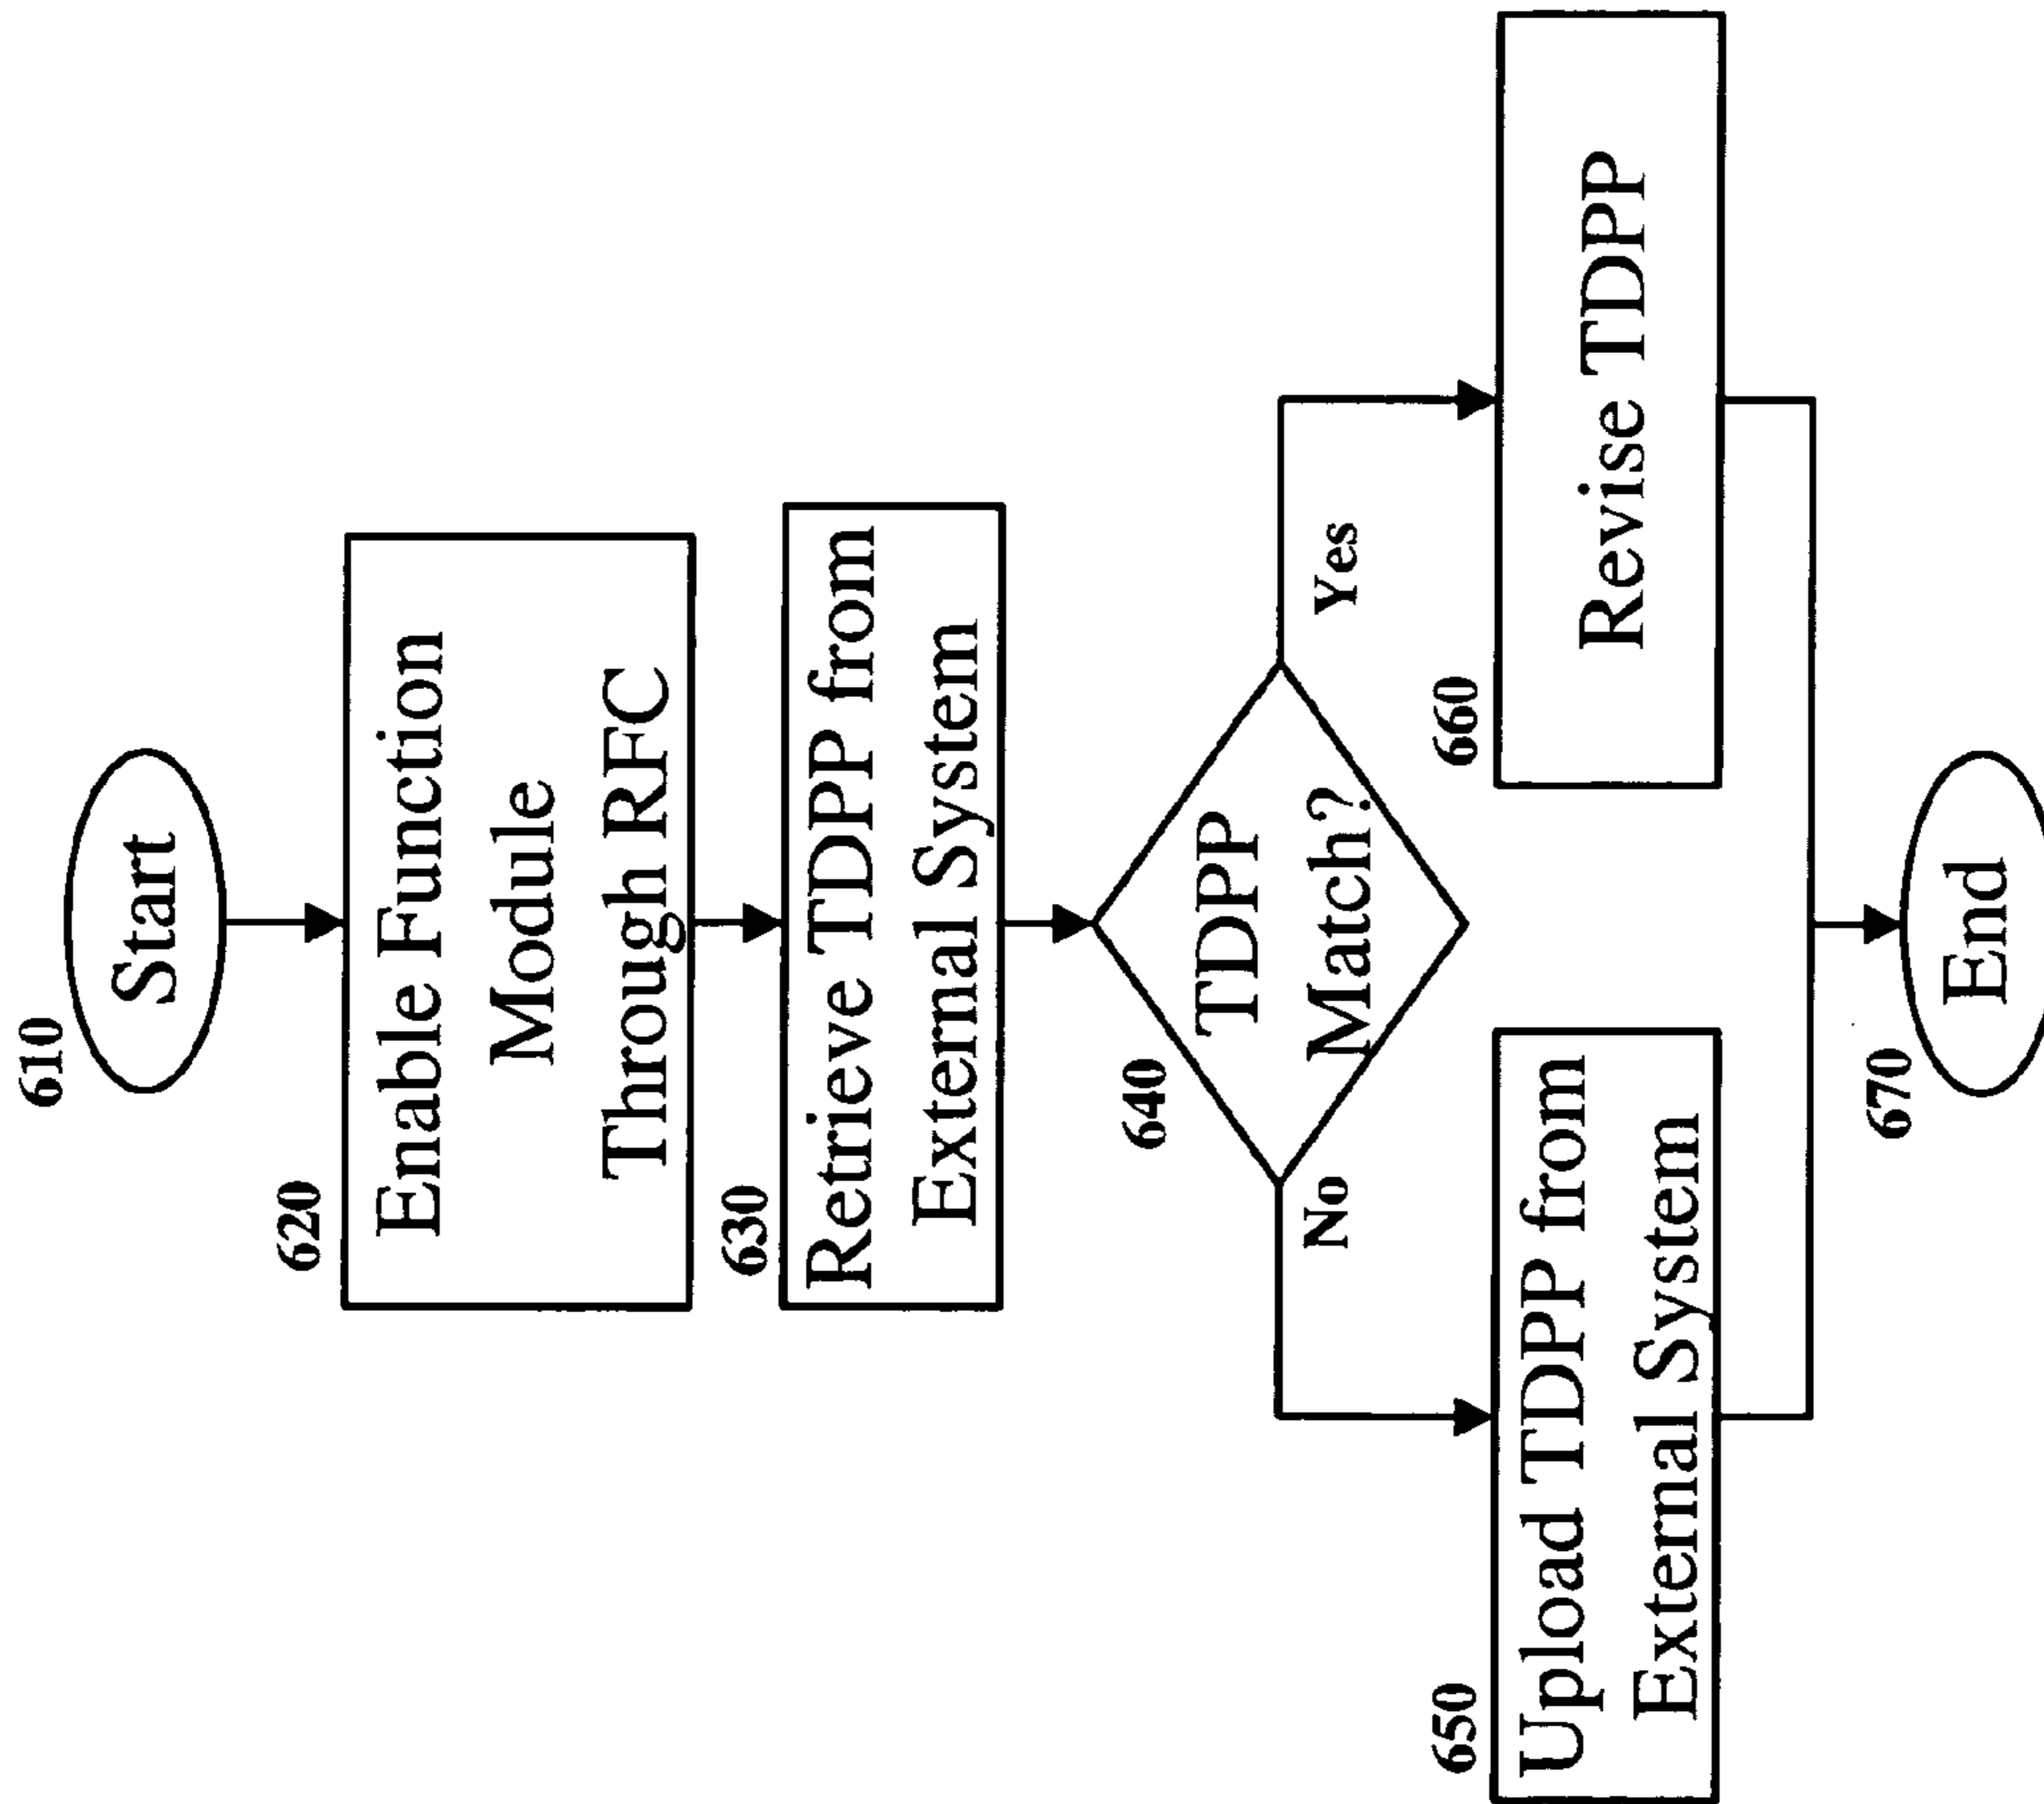 610
Start
620
Enable Function
Module
Through RFC
630
Retrieve TDPP from
External System
640
TDPP
Match?
No
Yes
650
Upload TDPP from
External System
660
Revise TDPP
670
End